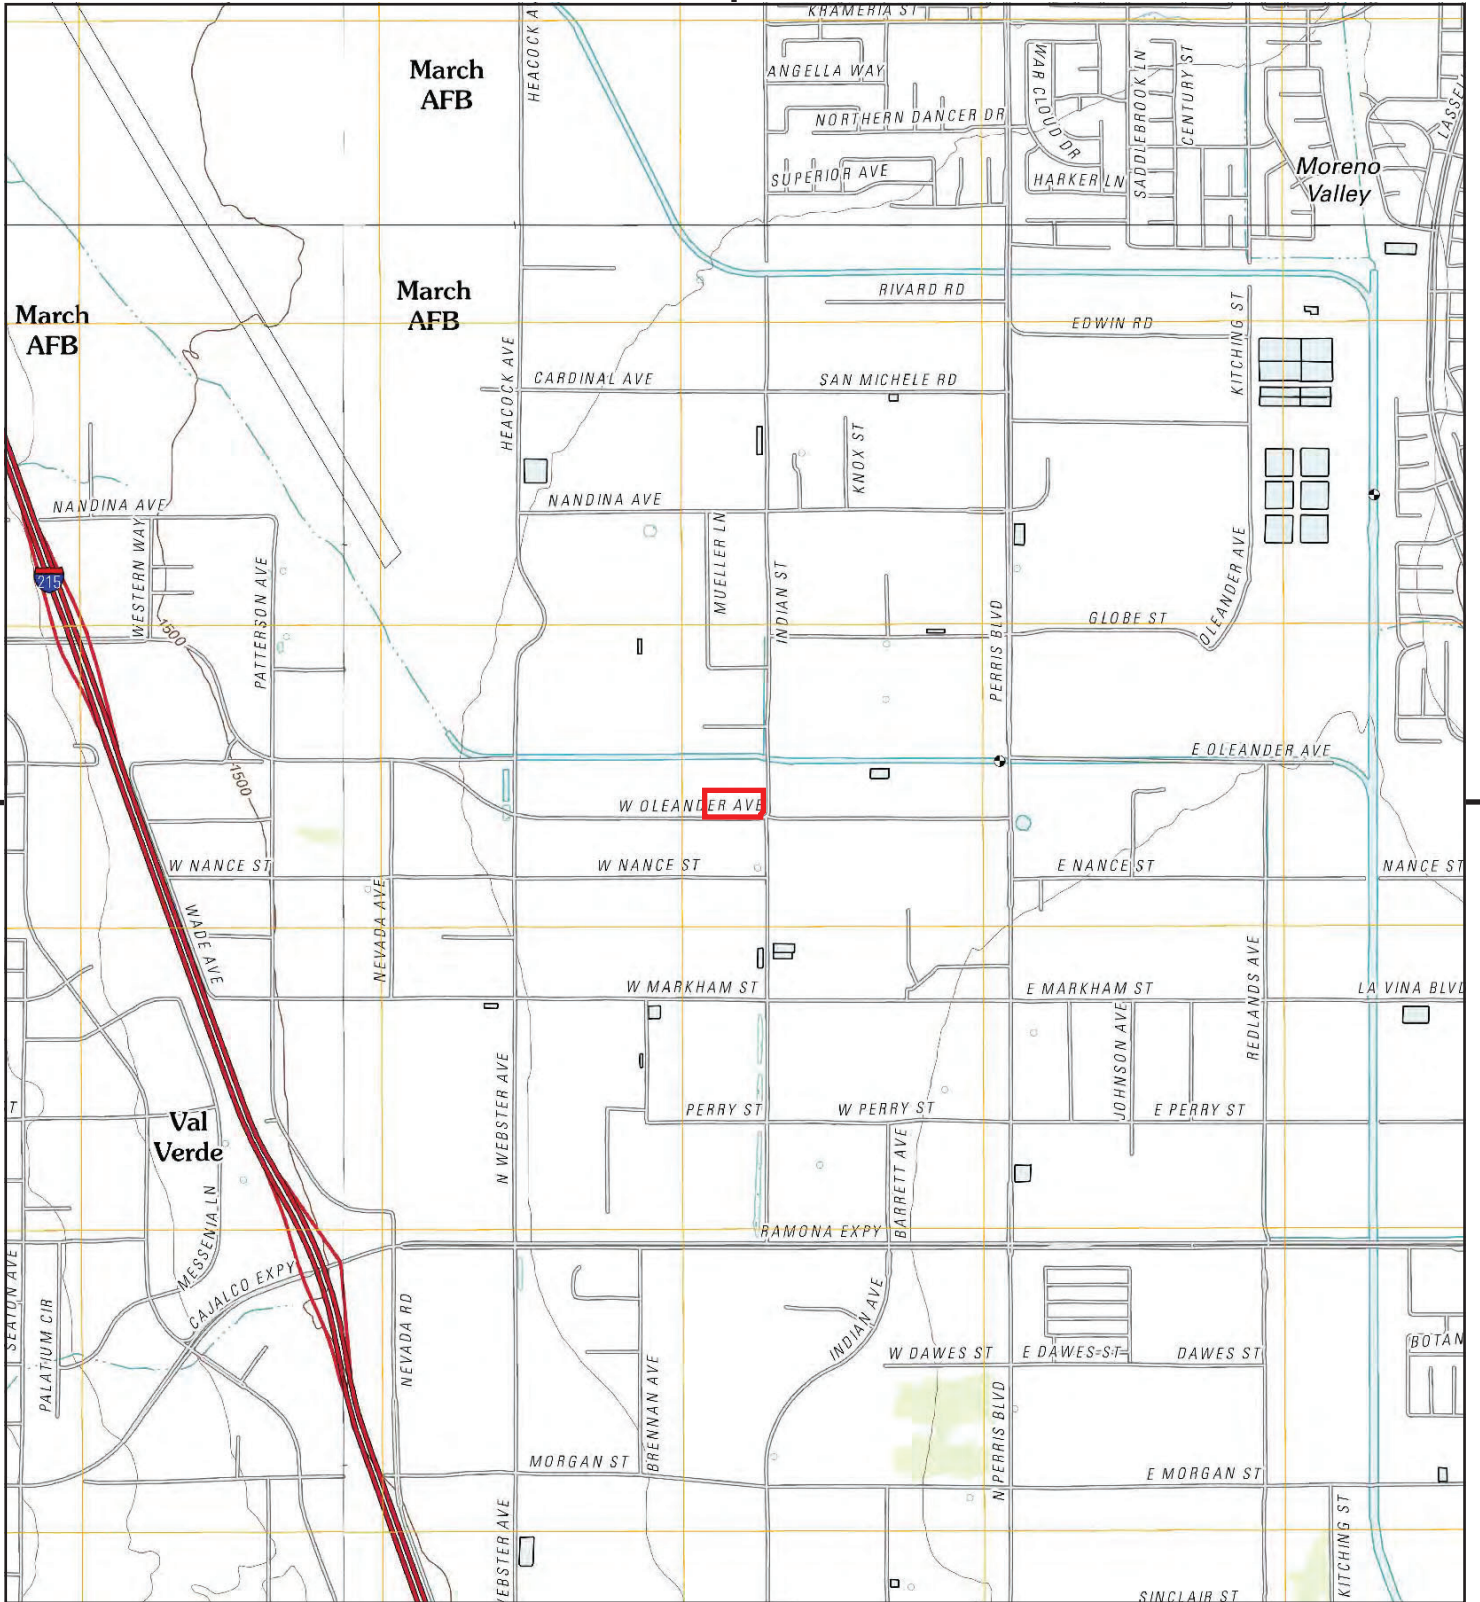 KRAMERIA ST
HEACOCK A
March
AFB
ANGELLA WAY
WAR CLOUD DR
SADDLEBROOK LN
CENTURY ST
LASSEL
NORTHERN DANCER DR
SUPERIOR AVE
HARKER LN
Moreno
Valley
March
AFB
March
AFB
RIVARD RD
EDWIN RD
KITCHING ST
HEACOCK AVE
CARDINAL AVE
SAN MICHELE RD
KNOX ST
NANDINA AVE
NANDINA AVE
WESTERN WAY
PATTERSON AVE
MUELLER LN
INDIAN ST
OLEANDER AVE
215
1500
GLOBE ST
PERRIS BLVD
E OLEANDER AVE
1500
W OLEANDER AVE
W NANCE ST
W NANCE ST
E NANCE ST
NANCE ST
WADE AVE
NEVADA AVE
REDLANDS AVE
W MARKHAM ST
E MARKHAM ST
LA VINA BLVD
N WEBSTER AVE
JOHNSON AVE
T
PERRY ST
W PERRY ST
E PERRY ST
Val
Verde
BARRETT AVE
MESSENIA LN
RAMONA EXPY
CAJALCO EXPY
SEATON AVE
PALATIUM CIR
NEVADA RD
INDIAN AVE
W DAWES ST
E DAWES ST
DAWES ST
BOTAN
BRENNAN AVE
N PERRIS BLVD
MORGAN ST
E MORGAN ST
EBSTER AVE
KITCHING ST
SINCLAIR ST